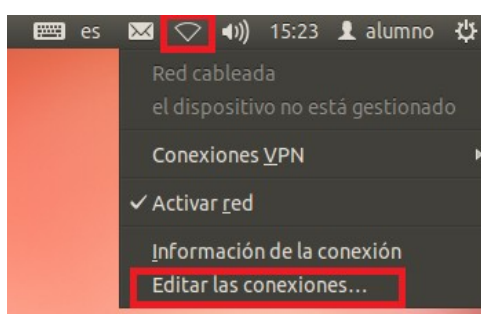 es 15:23 alumno
Red cableada
el dispositivo no está gestionado
Conexiones VPN
Activar red
Información de la conexión
Editar las conexiones...